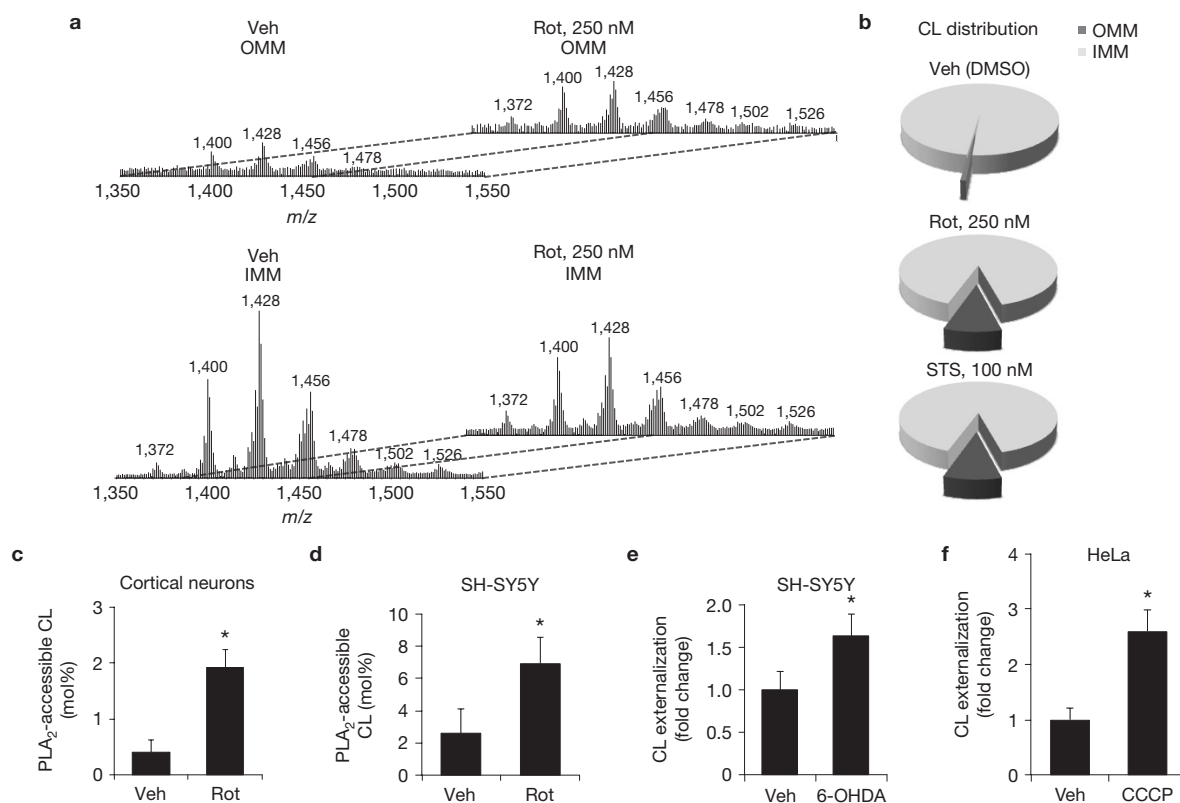 a
Veh
OMM
1,400
1,428
1,456
1,478
1,350
1,400
1,450
1,500
1,550
m/z
Rot, 250 nM
OMM
1,372
1,400
1,428
1,456
1,478
1,502
1,526
Veh
IMM
1,372
1,400
1,428
1,456
1,478
1,502
1,526
1,350
1,400
1,450
1,500
1,550
m/z
Rot, 250 nM
IMM
1,372
1,400
1,428
1,456
1,478
1,502
1,526
b
CL distribution
OMM
IMM
Veh (DMSO)
Rot, 250 nM
STS, 100 nM
c
Cortical neurons
PLA2-accessible CL
(mol%)
3
2
1
0
*
Veh
Rot
d
SH-SY5Y
PLA2-accessible
CL (mol%)
10
8
6
4
2
0
*
Veh
Rot
e
SH-SY5Y
CL externalization
(fold change)
2.0
1.5
1.0
0.5
0
*
Veh
6-OHDA
f
HeLa
CL externalization
(fold change)
4
3
2
1
0
*
Veh
CCCP